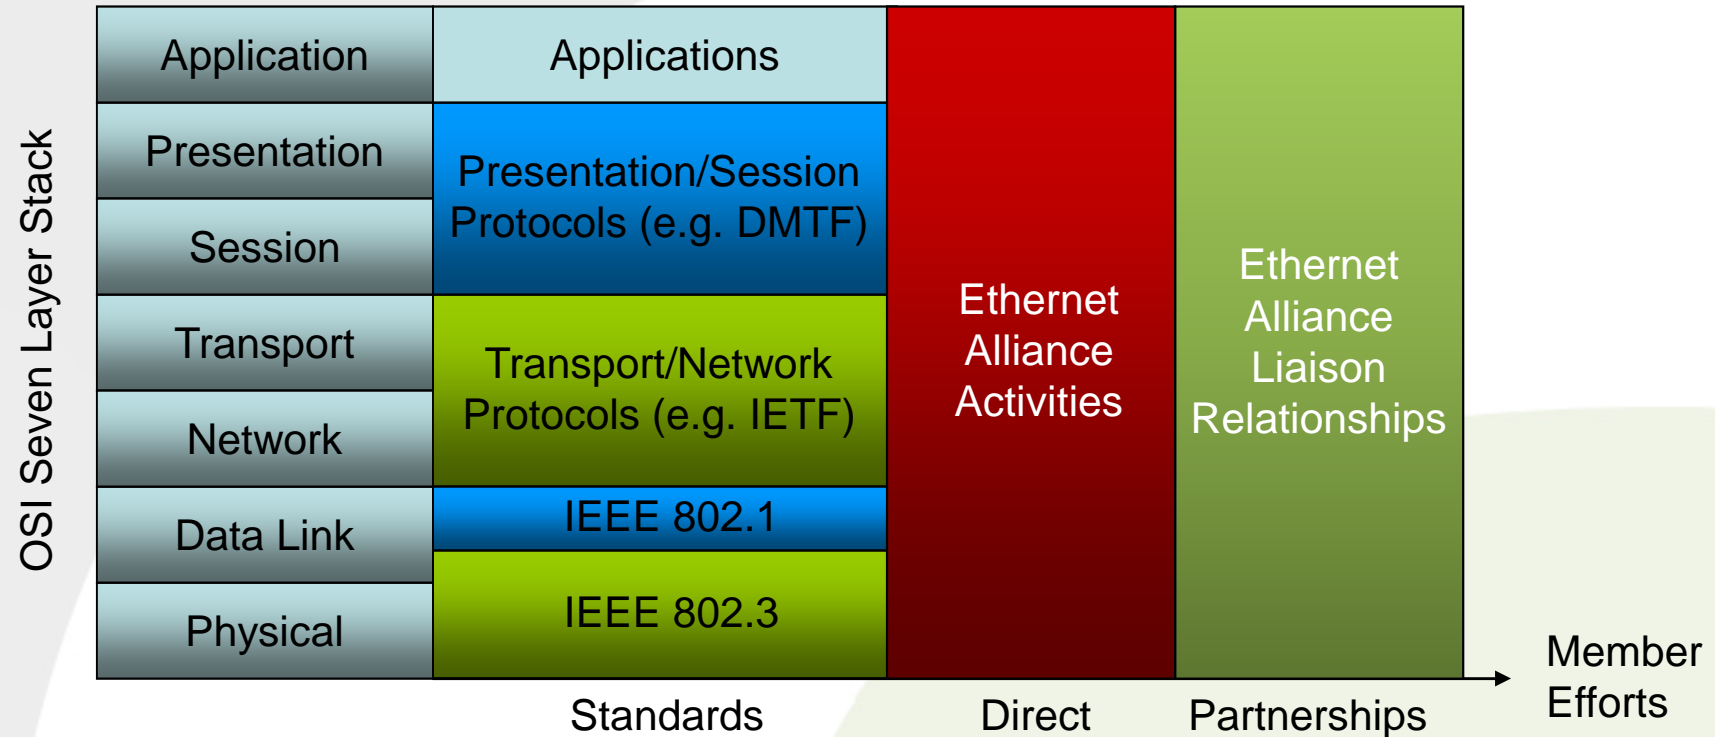 OSI Seven Layer Stack
Application
Presentation
Session
Transport
Network
Data Link
Physical
Applications
Presentation/Session
Protocols (e.g. DMTF)
Transport/Network
Protocols (e.g. IETF)
IEEE 802.1
IEEE 802.3
Ethernet
Alliance
Activities
Ethernet
Alliance
Liaison
Relationships
Standards
Direct
Partnerships
Member
Efforts